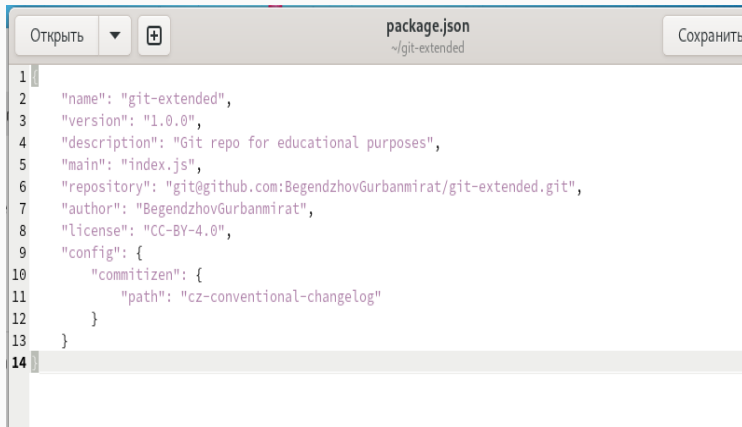 Открыть
package.json
~/git-extended
Сохранить
1 {
2 "name": "git-extended",
3 "version": "1.0.0",
4 "description": "Git repo for educational purposes",
5 "main": "index.js",
6 "repository": "git@github.com:BegendzhovGurbanmirat/git-extended.git",
7 "author": "BegendzhovGurbanmirat",
8 "license": "CC-BY-4.0",
9 "config": {
10 "commitizen": {
11 "path": "cz-conventional-changelog"
12 }
13 }
14 }